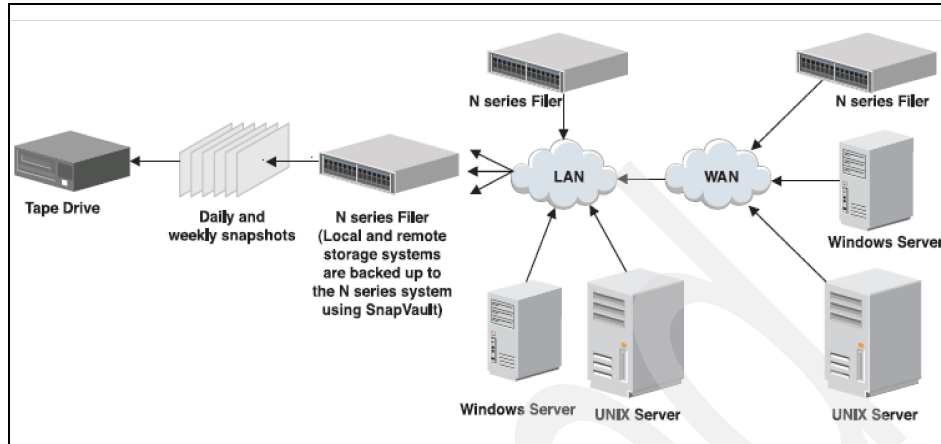 N series Filer
N series Filer
LAN
WAN
Tape Drive
Daily and
weekly snapshots
N series Filer
(Local and remote
storage systems
are backed up to
the N series system
using SnapVault)
Windows Server
Windows Server
UNIX Server
UNIX Server